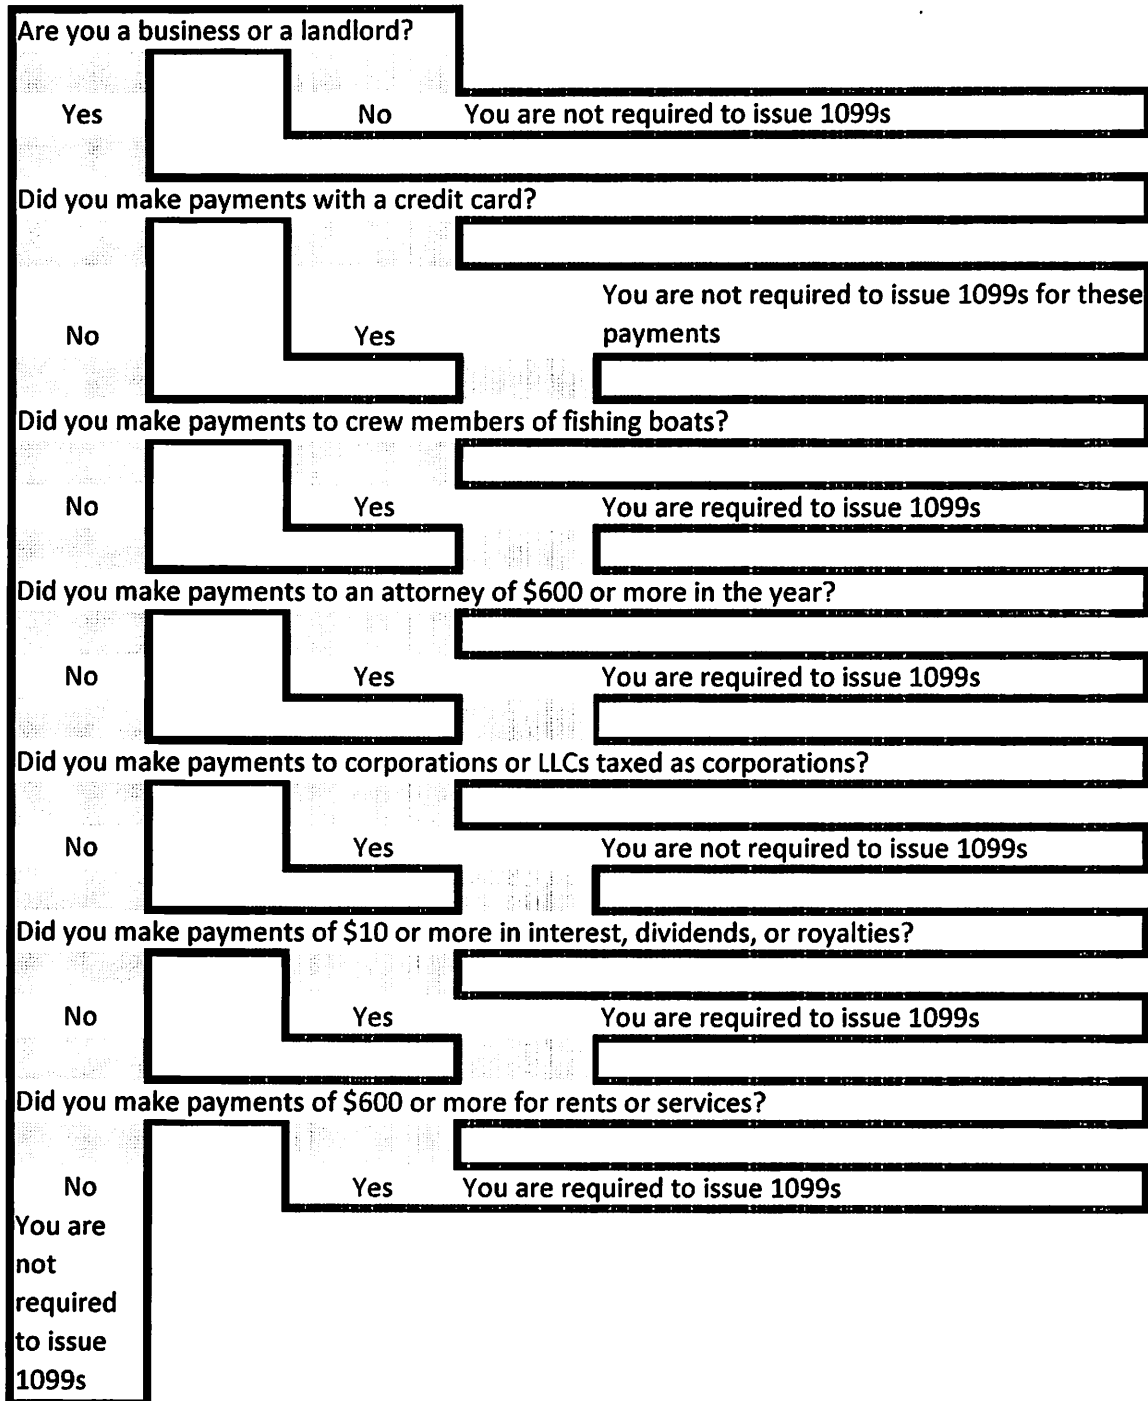 Are you a business or a landlord?
Yes No You are not required to issue 1099s
Did you make payments with a credit card?
You are not required to issue 1099s for these
No Yes payments
Did you make payments to crew members of fishing boats?
No Yes You are required to issue 1099s
Did you make payments to an attorney of $600 or more in the year?
No Yes You are required to issue 1099s
Did you make payments to corporations or LLCs taxed as corporations?
No Yes You are not required to issue 1099s
Did you make payments of $10 or more in interest, dividends, or royalties?
No Yes You are required to issue 1099s
Did you make payments of $600 or more for rents or services?
No Yes You are required to issue 1099s
You are
not
required
to issue
1099s